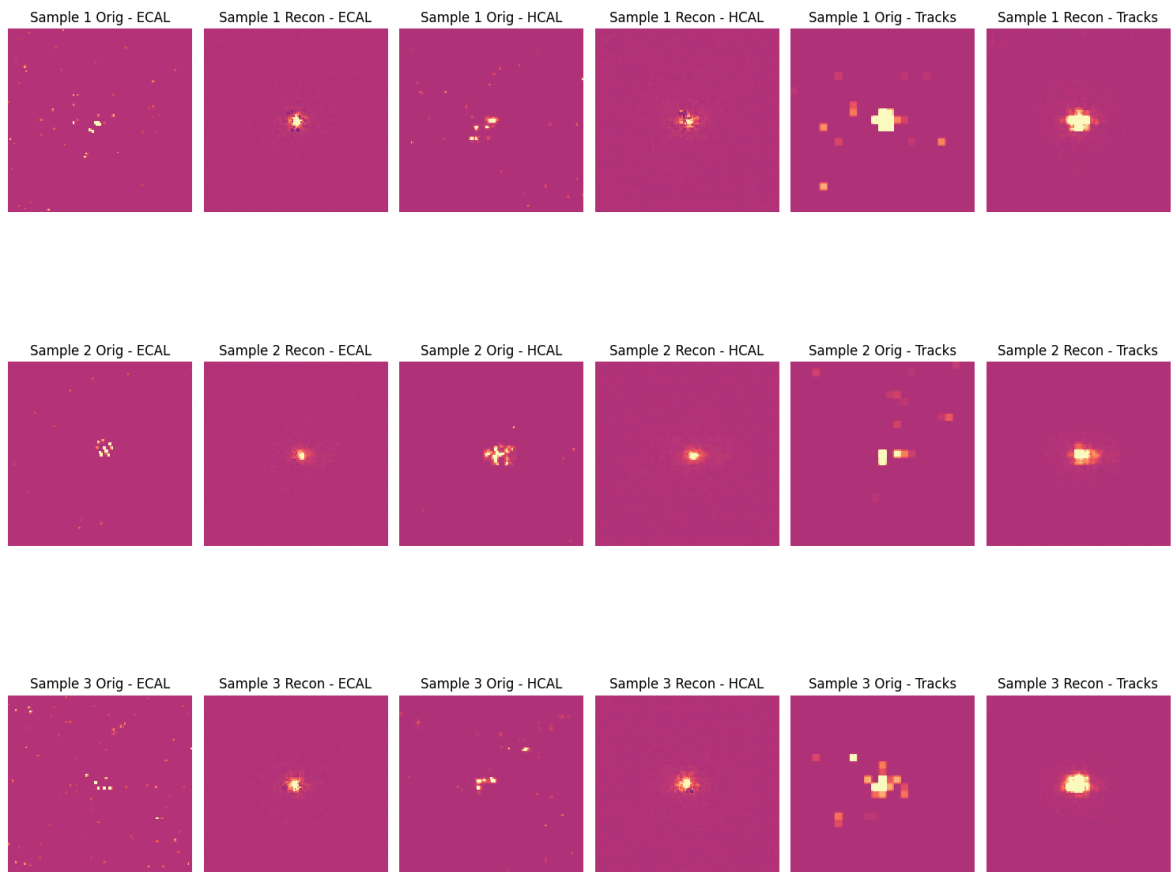 Sample 1 Orig - ECAL
Sample 1 Recon - ECAL
Sample 1 Orig - HCAL
Sample 1 Recon - HCAL
Sample 1 Orig - Tracks
Sample 1 Recon - Tracks
Sample 2 Orig - ECAL
Sample 2 Recon - ECAL
Sample 2 Orig - HCAL
Sample 2 Recon - HCAL
Sample 2 Orig - Tracks
Sample 2 Recon - Tracks
Sample 3 Orig - ECAL
Sample 3 Recon - ECAL
Sample 3 Orig - HCAL
Sample 3 Recon - HCAL
Sample 3 Orig - Tracks
Sample 3 Recon - Tracks